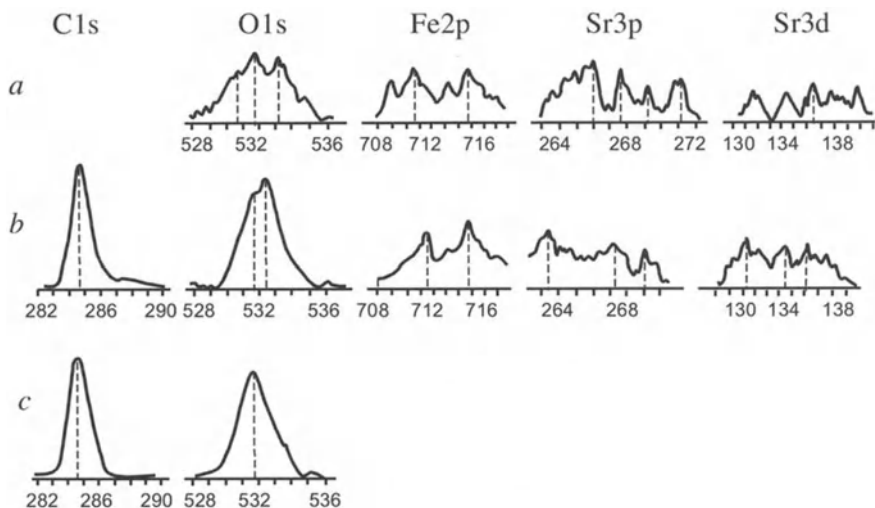 C1s O1s Fe2p Sr3p Sr3d
a
528 532 536 708 712 716 264 268 272 130 134 138
b
282 286 290 528 532 536 708 712 716 264 268 130 134 138
c
282 286 290 528 532 536